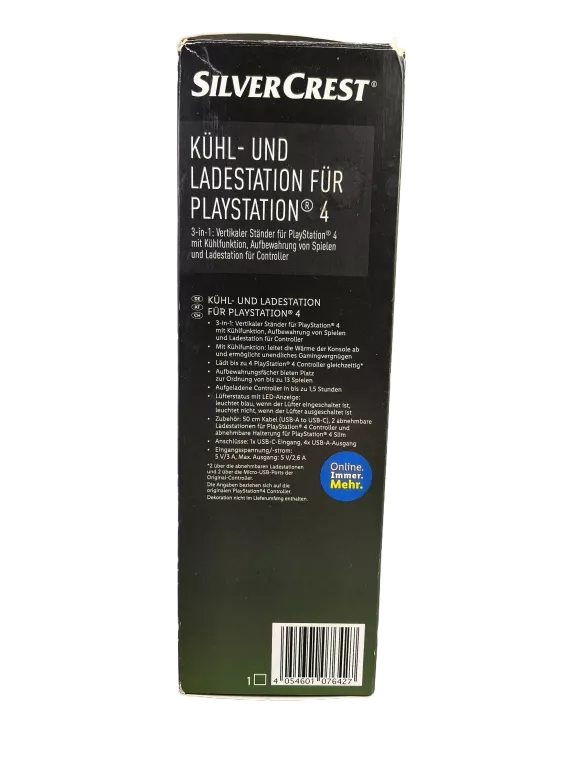 SILVERCREST®
KÜHL- UND
LADESTATION FÜR
PLAYSTATION® 4
3-in-1: Vertikaler Ständer für PlayStation® 4
mit Kühlfunktion, Aufbewahrung von Spielen
und Ladestation für Controller
DE
AT
CH
KÜHL- UND LADESTATION
FÜR PLAYSTATION® 4
• 3-in-1: Vertikaler Ständer für PlayStation® 4
mit Kühlfunktion, Aufbewahrung von Spielen
und Ladestation für Controller
• Mit Kühlfunktion: leitet die Wärme der Konsole ab
und ermöglicht unendliches Gamingvergnügen
• Lädt bis zu 4 PlayStation® 4 Controller gleichzeitig*
• Aufbewahrungsfächer bieten Platz
zur Ordnung von bis zu 13 Spielen
• Aufgeladene Controller in bis zu 1,5 Stunden
• Lüfterstatus mit LED-Anzeige:
leuchtet blau, wenn der Lüfter eingeschaltet ist,
leuchtet nicht, wenn der Lüfter ausgeschaltet ist
• Zubehör: 50 cm Kabel (USB-A to USB-C), 2 abnehmbare
Ladestationen für PlayStation® 4 Controller und
abnehmbare Halterung für PlayStation® 4 Slim
• Anschlüsse: 1x USB-C-Eingang, 4x USB-A-Ausgang
• Eingangsspannung/-strom:
5 V/3 A, Max. Ausgang: 5 V/2,6 A
*2 über die abnehmbaren Ladestationen
und 2 über die Micro-USB-Ports der
Original-Controller.
Die Angaben beziehen sich auf die
originalen PlayStation®4 Controller.
Dekoration nicht im Lieferumfang enthalten.
Online.
Immer.
Mehr.
1
4 054601 076427